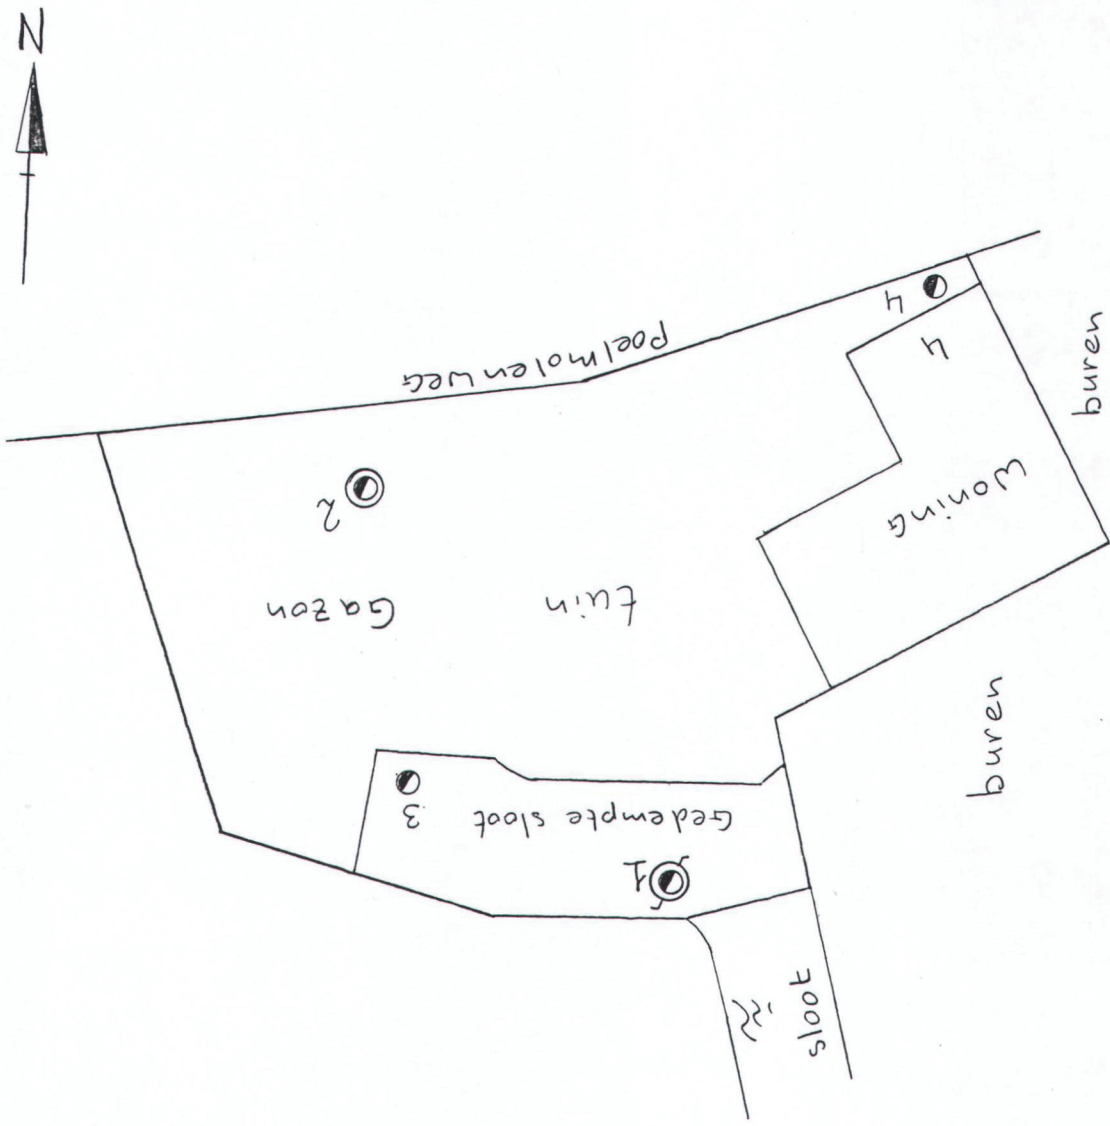 N
Poelmolenweg
4
4
buren
Woning
2
Gazon
tuin
buren
3
Gedempte sloot
1
sloot